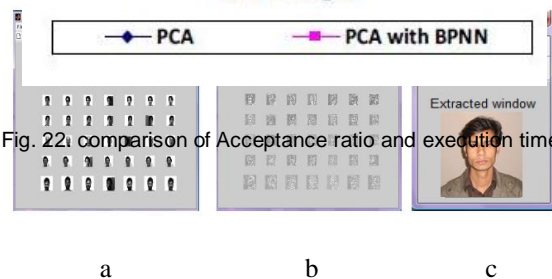 PCA PCA with BPNN
Extracted window
Fig. 22. comparison of Acceptance ratio and execution time
a b c